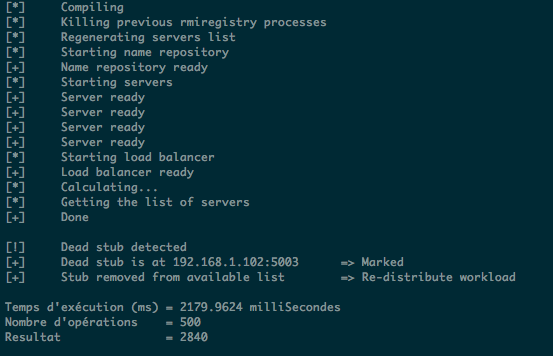 [*] Compiling
[*] Killing previous rmiregistry processes
[*] Regenerating servers list
[*] Starting name repository
[+] Name repository ready
[*] Starting servers
[+] Server ready
[+] Server ready
[+] Server ready
[+] Server ready
[*] Starting load balancer
[+] Load balancer ready
[*] Calculating...
[*] Getting the list of servers
[+] Done
[!] Dead stub detected
[+] Dead stub is at 192.168.1.102:5003 => Marked
[+] Stub removed from available list => Re-distribute workload
Temps d'exécution (ms) = 2179.9624 milliSecondes
Nombre d'opérations = 500
Resultat = 2840